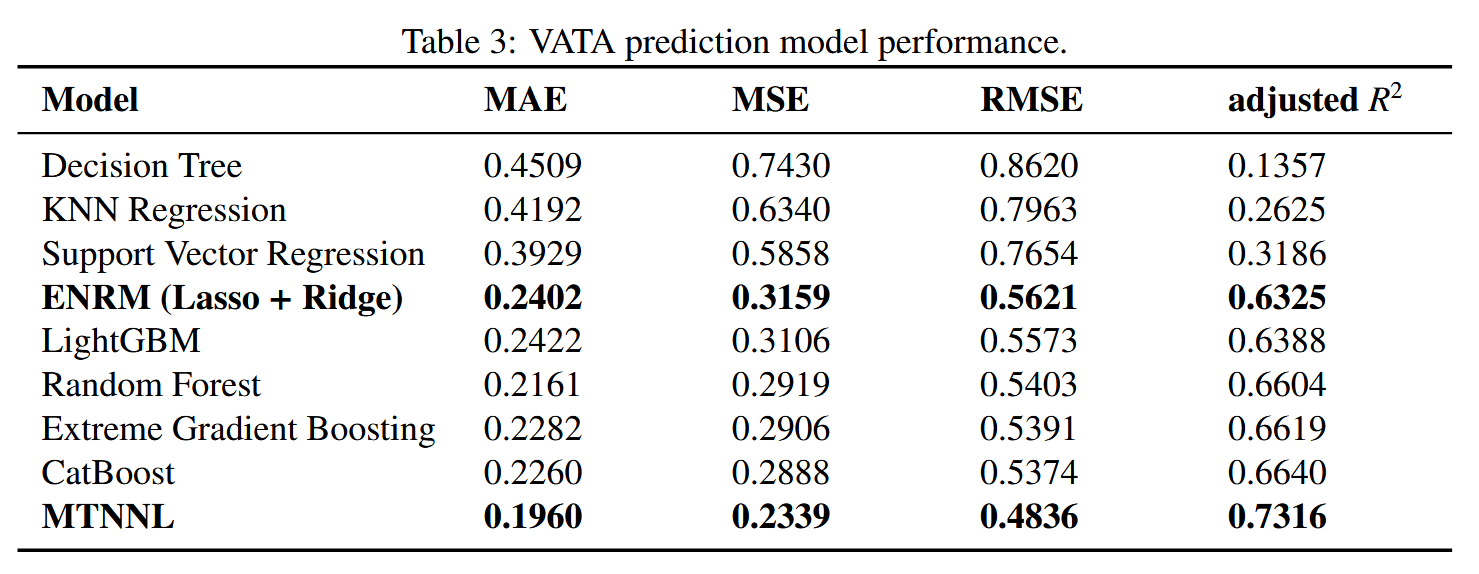 Table 3: VATA prediction model performance.
Model MAE MSE RMSE adjusted R²
Decision Tree 0.4509 0.7430 0.8620 0.1357
KNN Regression 0.4192 0.6340 0.7963 0.2625
Support Vector Regression 0.3929 0.5858 0.7654 0.3186
ENRM (Lasso + Ridge) 0.2402 0.3159 0.5621 0.6325
LightGBM 0.2422 0.3106 0.5573 0.6388
Random Forest 0.2161 0.2919 0.5403 0.6604
Extreme Gradient Boosting 0.2282 0.2906 0.5391 0.6619
CatBoost 0.2260 0.2888 0.5374 0.6640
MTNNL 0.1960 0.2339 0.4836 0.7316